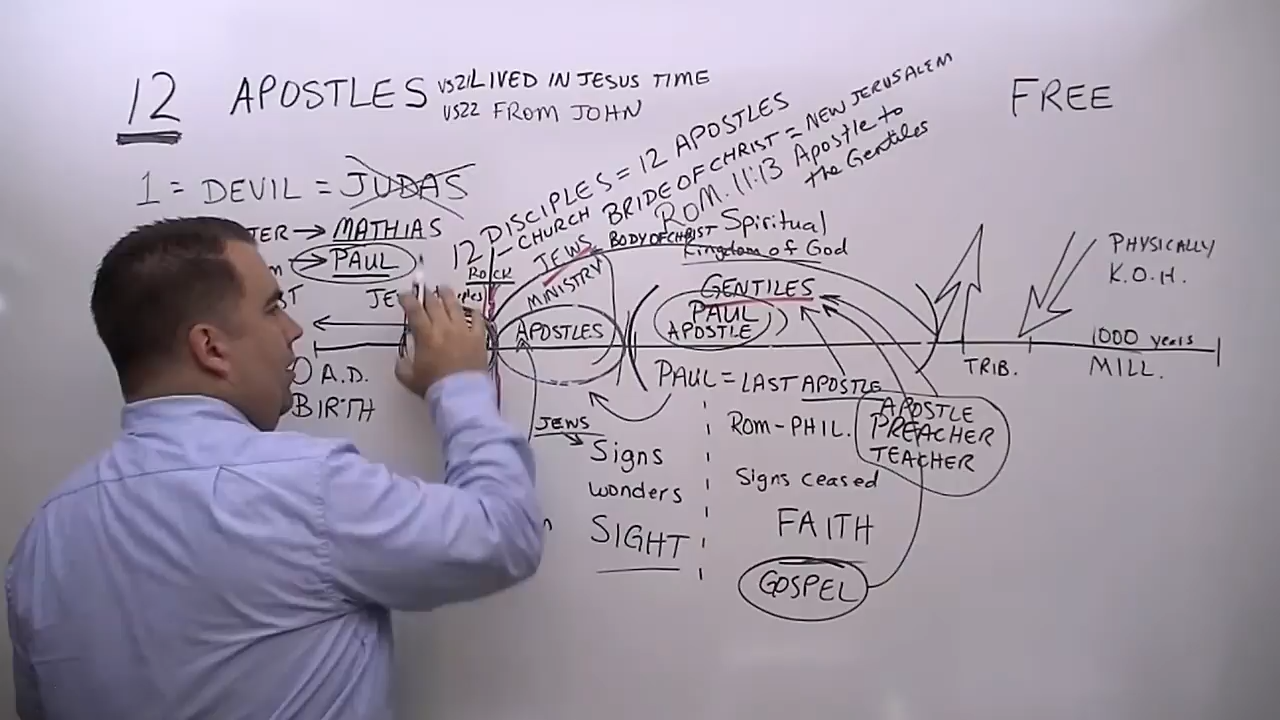 12 APOSTLES VS21 LIVED IN JESUS TIME
VS22 FROM JOHN
FREE
1 = DEVIL = JUDAS
TER → MATHIAS
→ PAUL
ST
A.D.
BIRTH
12 DISCIPLES = 12 APOSTLES
CHURCH BRIDE OF CHRIST = NEW JERUSALEM
ROM. 11:13 Apostle to
the Gentiles
JEWS
BODY OF CHRIST
MINISTRY
ROCK
Spiritual
Kingdom of God
APOSTLES
GENTILES
PAUL
APOSTLE
PHYSICALLY
K.O.H.
TRIB.
1000 years
MILL.
PAUL = LAST APOSTLE
JEWS
Signs
wonders
SIGHT
ROM-PHIL.
Signs ceased
FAITH
GOSPEL
APOSTLE
PREACHER
TEACHER